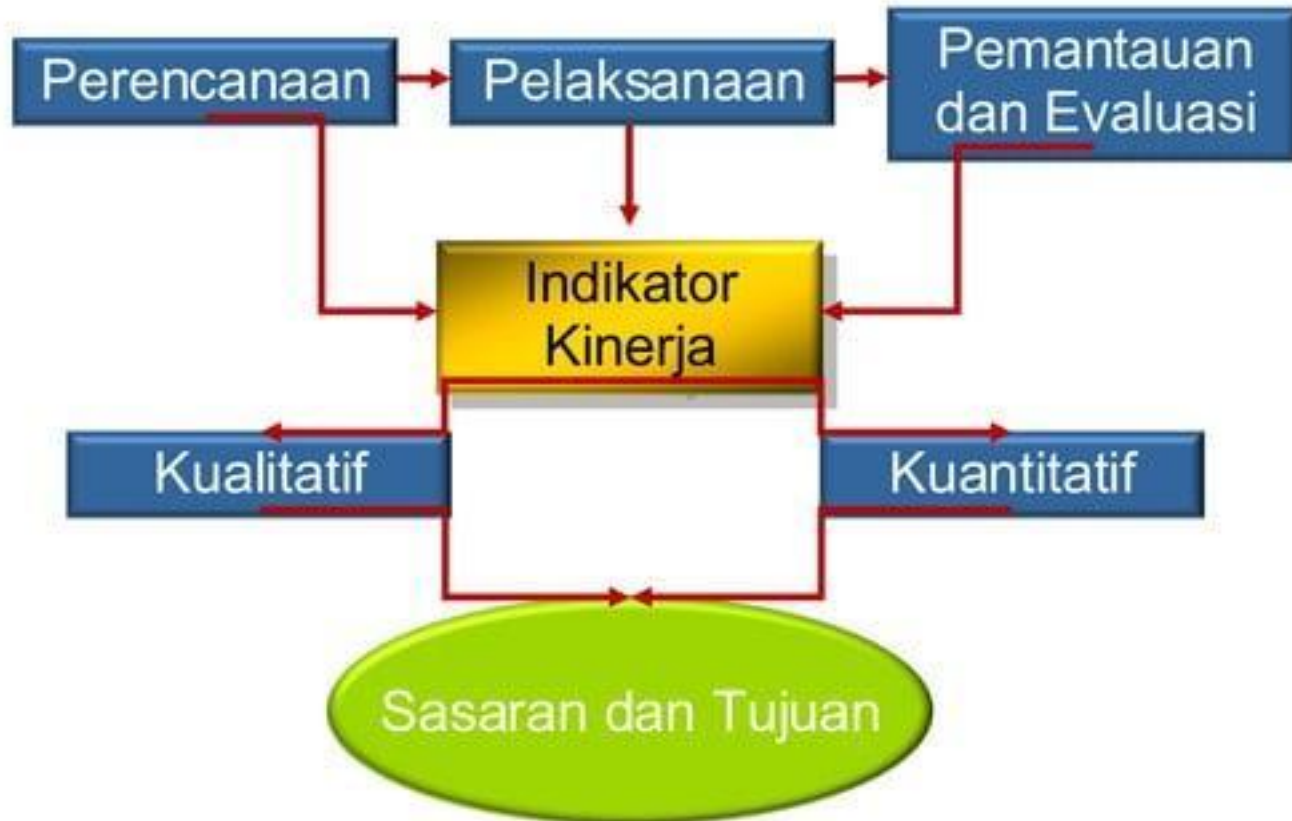 Perencanaan
Pelaksanaan
Pemantauan
dan Evaluasi
Indikator
Kinerja
Kualitatif
Kuantitatif
Sasaran dan Tujuan